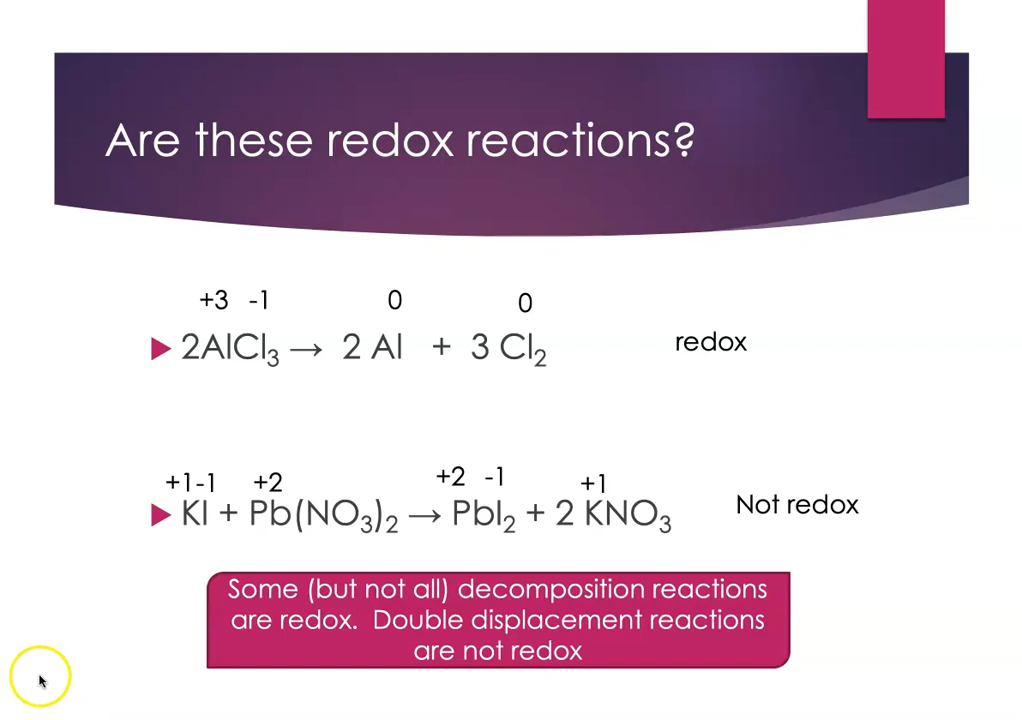 Are these redox reactions?
+3 -1 0 0
2AlCl₃ → 2 Al + 3 Cl₂ redox
+1 -1 +2 +2 -1 +1
KI + Pb(NO₃)₂ → PbI₂ + 2 KNO₃ Not redox
Some (but not all) decomposition reactions
are redox. Double displacement reactions
are not redox